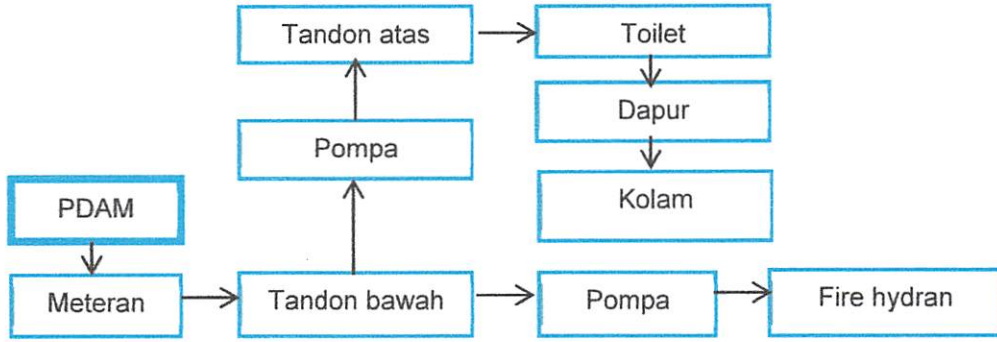 Tandon atas
Toilet
Dapur
Pompa
Kolam
PDAM
Meteran
Tandon bawah
Pompa
Fire hydran